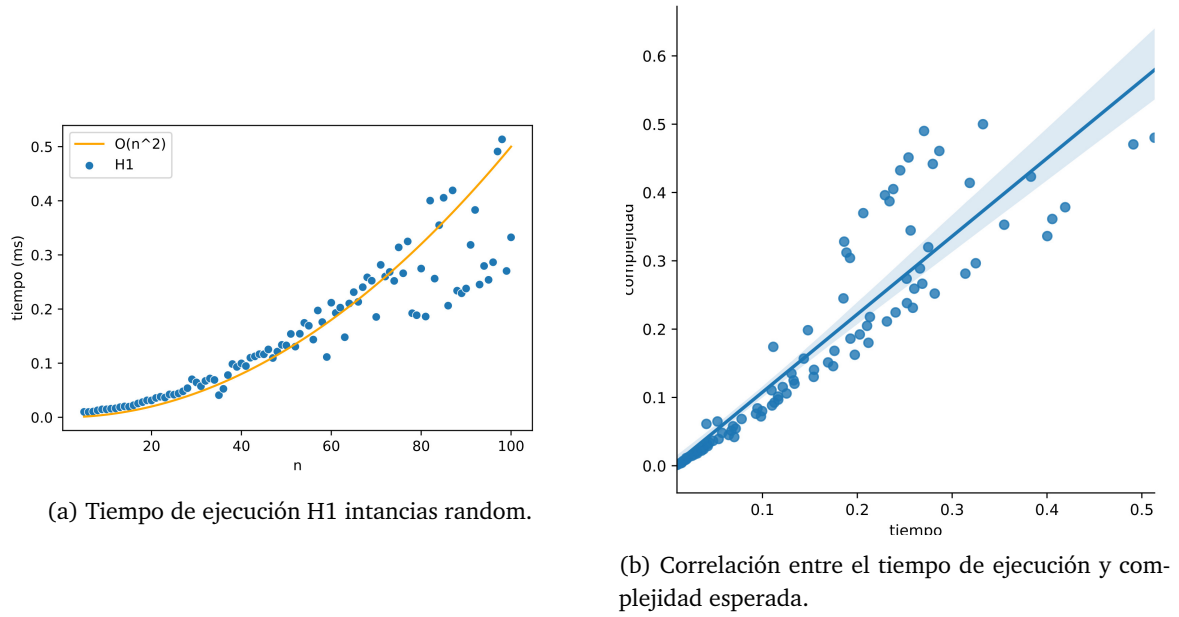 O(n^2)
H1
0.5
0.4
0.3
0.2
0.1
0.0
tiempo (ms)
20
40
60
80
100
n
(a) Tiempo de ejecución H1 intancias random.
0.6
0.5
0.4
0.3
0.2
0.1
0.0
complejidad
0.1
0.2
0.3
0.4
0.5
tiempo
(b) Correlación entre el tiempo de ejecución y com-
plejidad esperada.